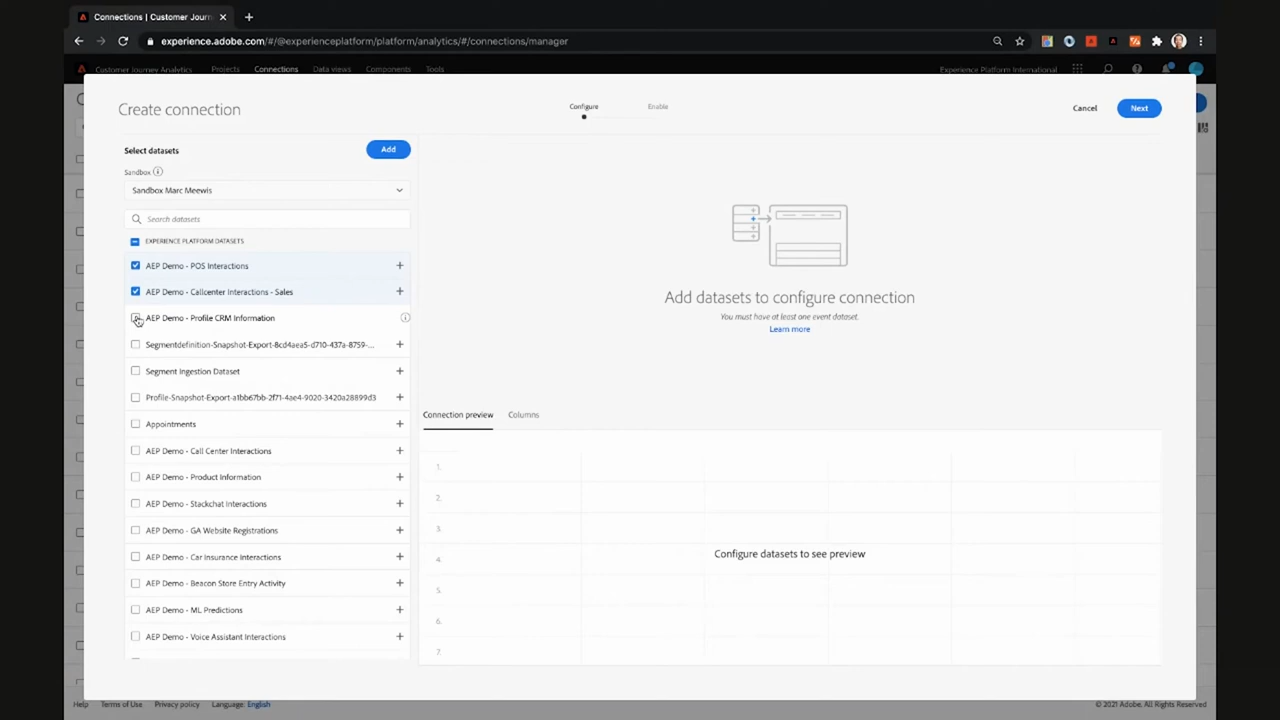 Connections | Customer Jour
experience.adobe.com/#/@experienceplatform/platform/analytics/#/connections/manager
Customer Journey Analytics
Projects
Connections
Data views
Components
Tools
Experience Platform International
Create connection
Configure
Enable
Cancel
Next
Select datasets
Add
Sandbox
Sandbox Marc Meewis
Search datasets
EXPERIENCE PLATFORM DATASETS
AEP Demo - POS Interactions
AEP Demo - Callcenter Interactions - Sales
AEP Demo - Profile CRM Information
Segmentdefinition-Snapshot-Export-8cd4aea5-d710-437a-8759-...
Segment Ingestion Dataset
Profile-Snapshot-Export-a1bb67bb-2f71-4ae4-9020-3420a28899d3
Appointments
AEP Demo - Call Center Interactions
AEP Demo - Product Information
AEP Demo - Stackchat Interactions
AEP Demo - GA Website Registrations
AEP Demo - Car Insurance Interactions
AEP Demo - Beacon Store Entry Activity
AEP Demo - ML Predictions
AEP Demo - Voice Assistant Interactions
Add datasets to configure connection
You must have at least one event dataset.
Learn more
Connection preview
Columns
1.
2.
3.
4.
5.
6.
7.
Configure datasets to see preview
Help
Terms of Use
Privacy policy
Language: English
© 2021 Adobe. All Rights Reserved